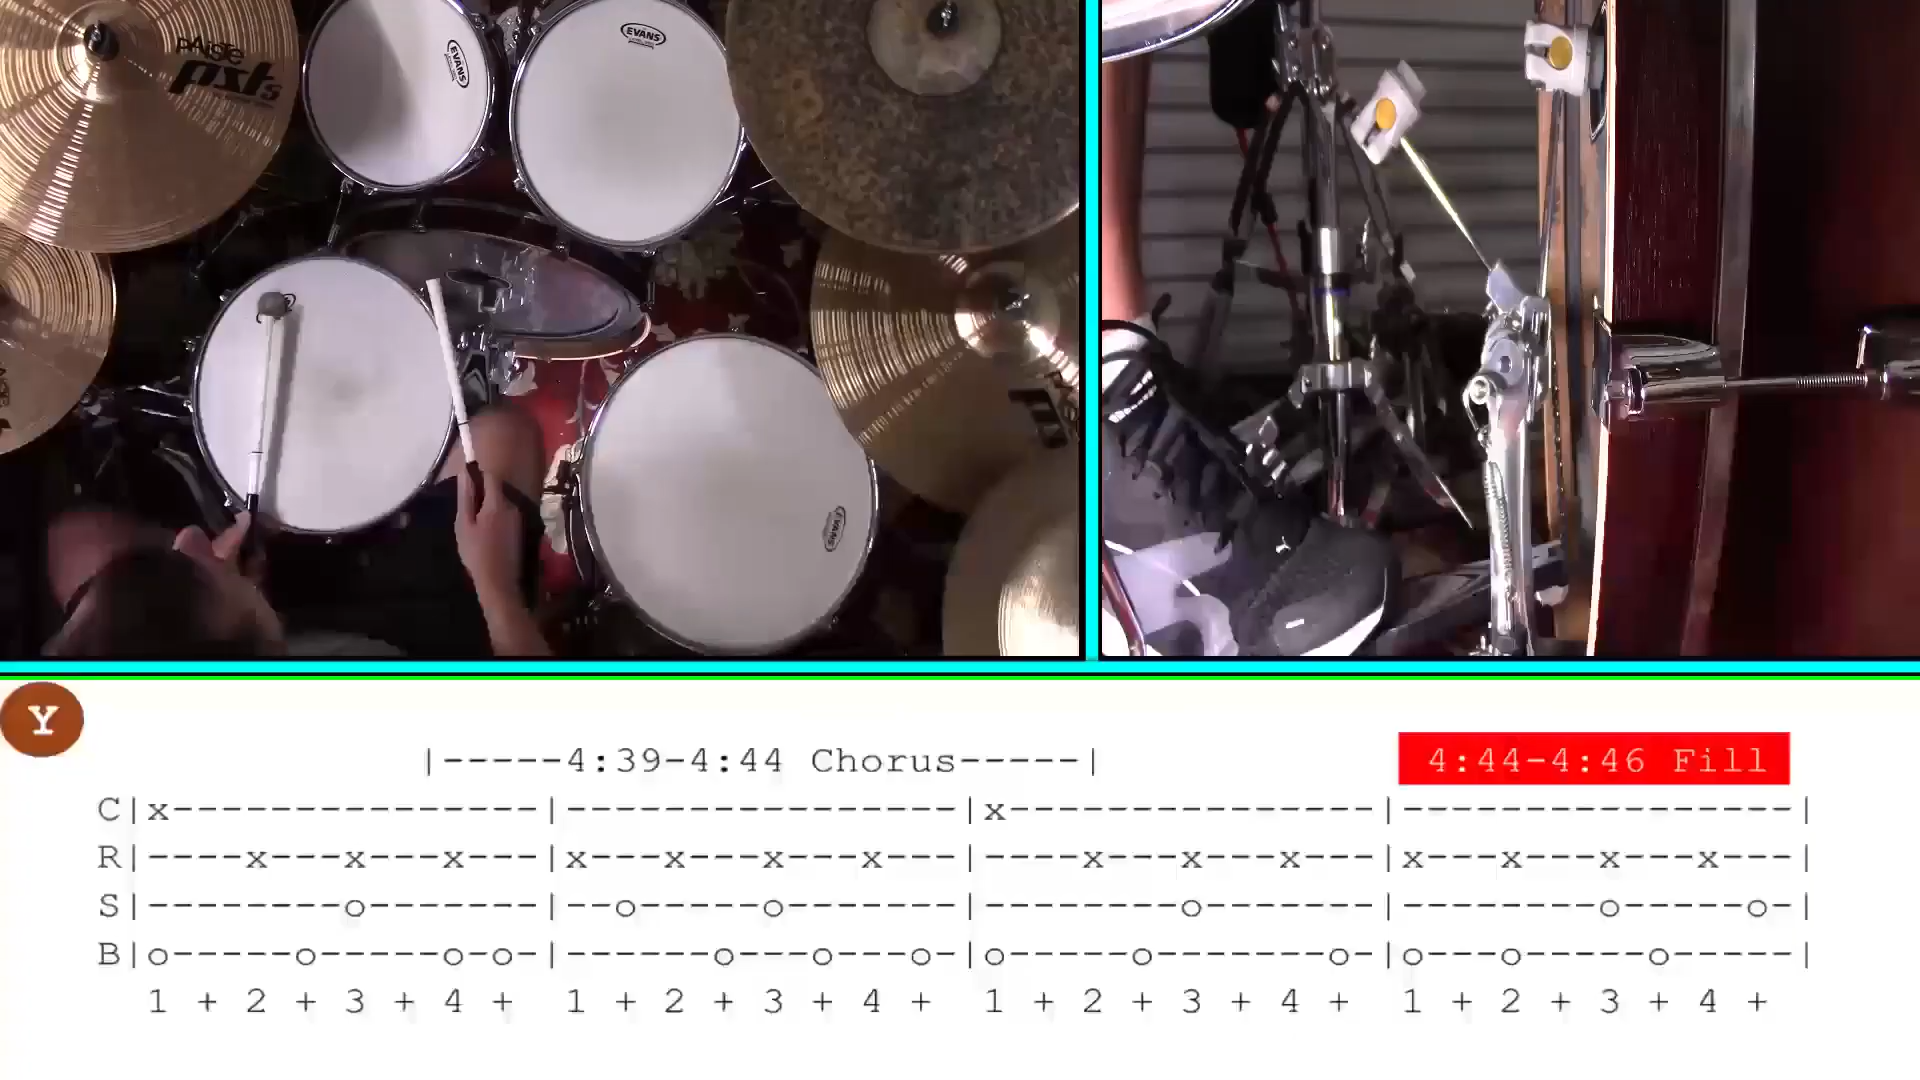 PAISTE
PST5
EVANS
EVANS
EVANS
Y
|-----4:39-4:44 Chorus-----|
4:44-4:46 Fill
C|x---------------|----------------|x---------------|----------------|
R|----x---x---x---|x---x---x---x---|----x---x---x---|x---x---x---x---|
S|--------o-------|--o-----o-------|--------o-------|--------o-----o-|
B|o-----o-----o-o-|------o---o---o-|o-----o-------o-|o---o-----o-----|
1 + 2 + 3 + 4 + 1 + 2 + 3 + 4 + 1 + 2 + 3 + 4 + 1 + 2 + 3 + 4 +